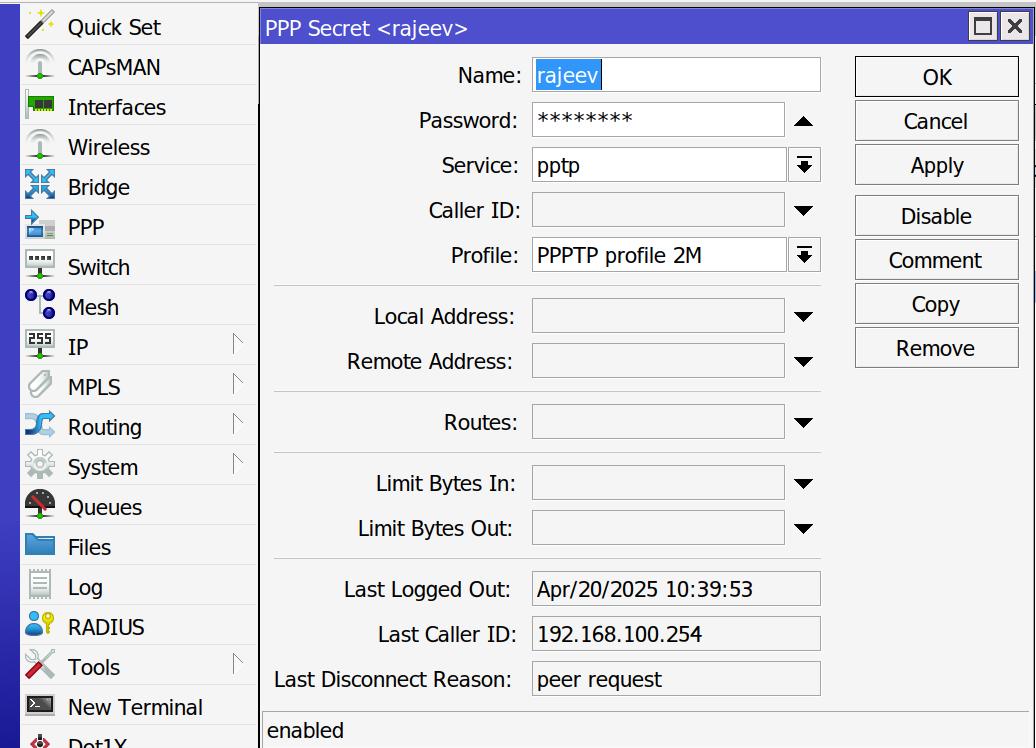 Quick Set
CAPsMAN
Interfaces
Wireless
Bridge
PPP
Switch
Mesh
255
IP
MPLS
Routing
System
Queues
Files
Log
RADIUS
Tools
New Terminal
Dot1X
PPP Secret <rajeev>
Name: rajeev
Password: ********
Service: pptp
Caller ID:
Profile: PPPTP profile 2M
Local Address:
Remote Address:
Routes:
Limit Bytes In:
Limit Bytes Out:
Last Logged Out: Apr/20/2025 10:39:53
Last Caller ID: 192.168.100.254
Last Disconnect Reason: peer request
enabled
OK
Cancel
Apply
Disable
Comment
Copy
Remove